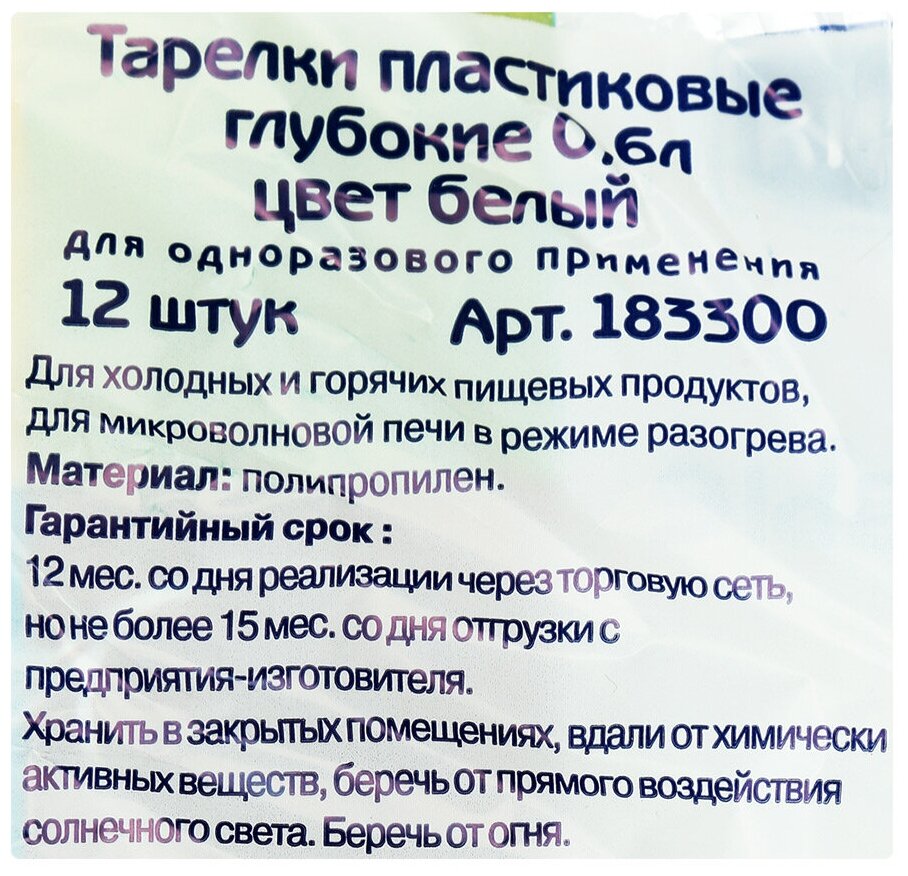 Тарелки пластиковые
глубокие 0.6л
цвет белый
для одноразового применения
12 штук Арт. 183300
Для холодных и горячих пищевых продуктов,
для микроволновой печи в режиме разогрева.
Материал: полипропилен.
Гарантийный срок :
12 мес. со дня реализации через торговую сеть,
но не более 15 мес. со дня отгрузки с
предприятия-изготовителя.
Хранить в закрытых помещениях, вдали от химически
активных веществ, беречь от прямого воздействия
солнечного света. Беречь от огня.